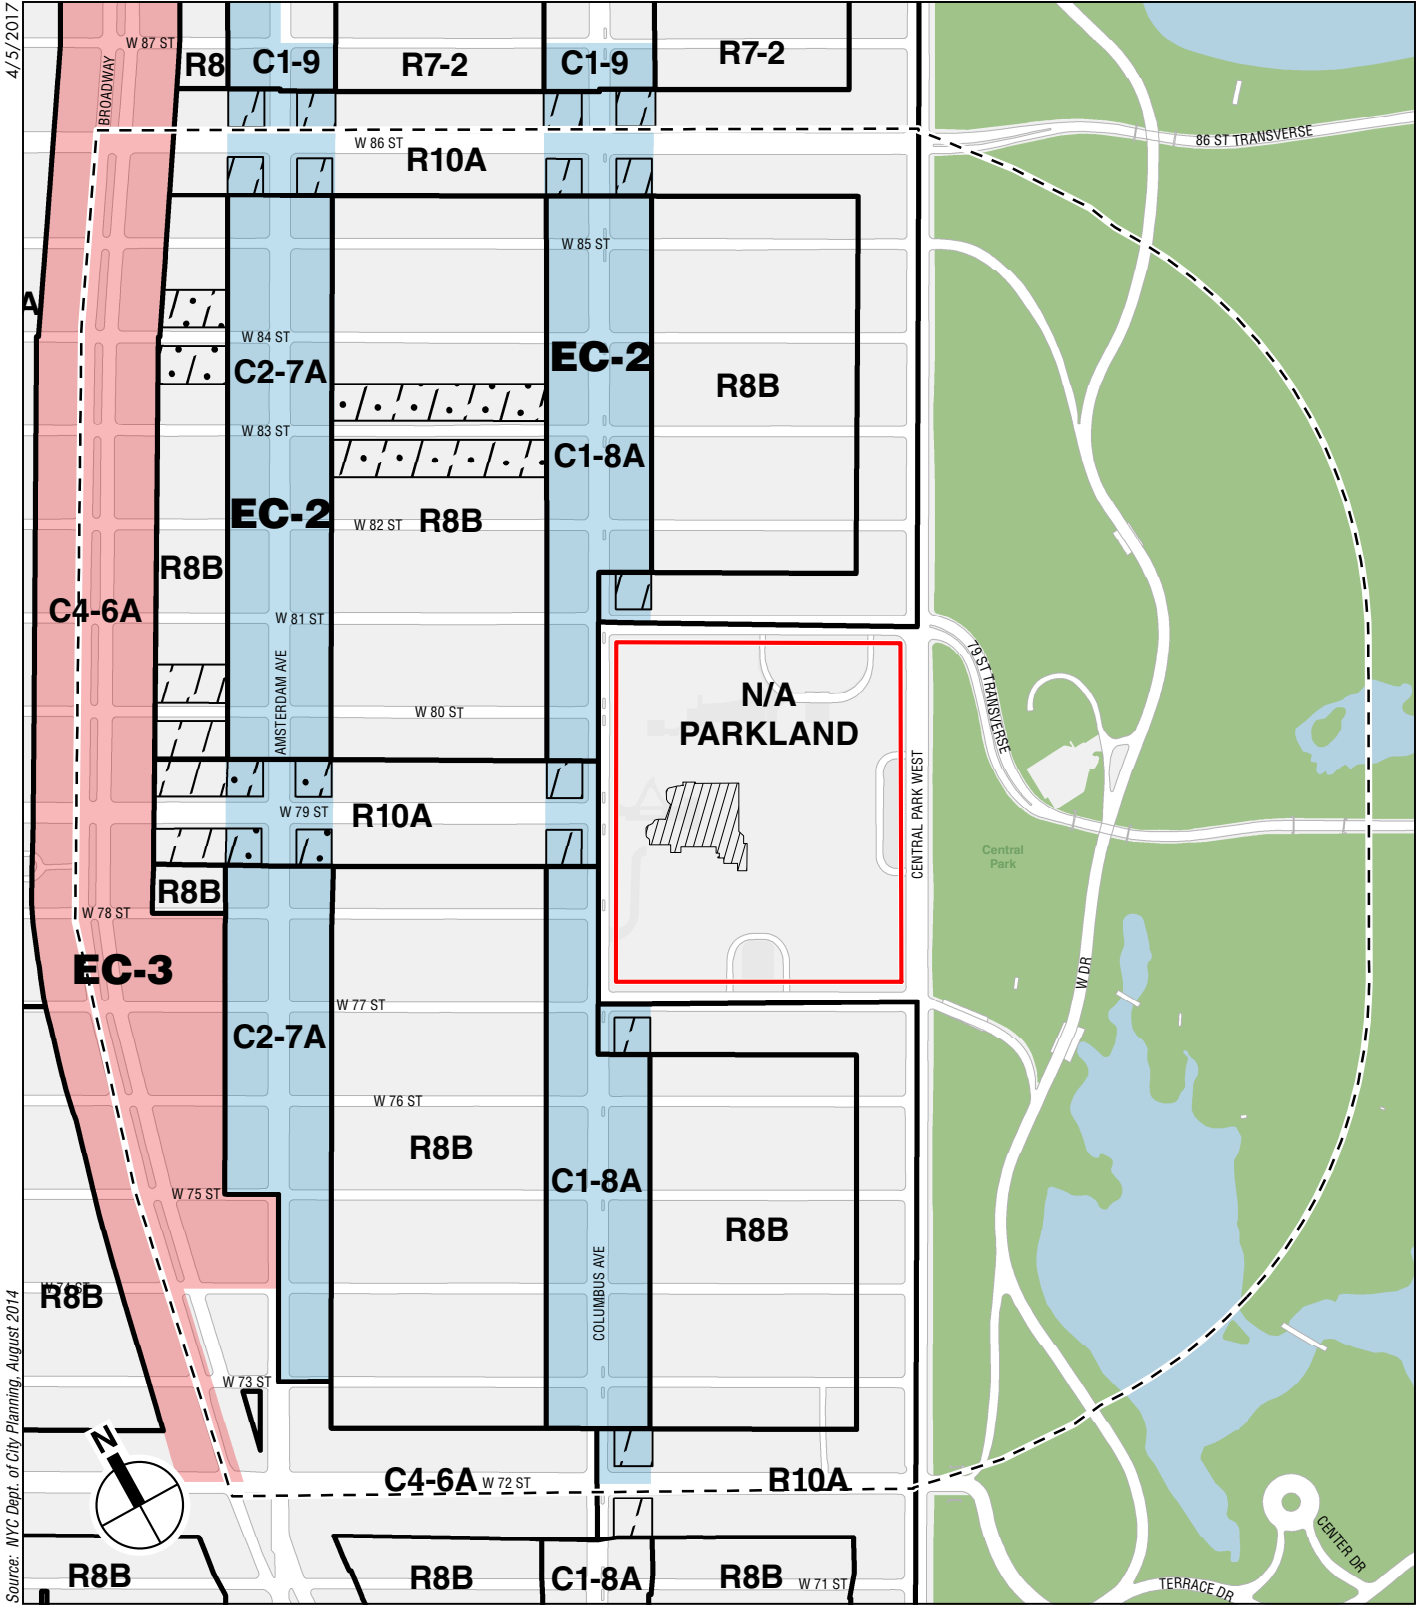 4/5/2017
W 87 ST
R8
C1-9
R7-2
C1-9
R7-2
BROADWAY
W 86 ST
R10A
86 ST TRANSVERSE
W 85 ST
A
W 84 ST
C2-7A
EC-2
R8B
W 83 ST
C1-8A
EC-2
W 82 ST
R8B
R8B
C4-6A
W 81 ST
AMSTERDAM AVE
W 80 ST
N/A
PARKLAND
79 ST TRANSVERSE
W 79 ST
R10A
CENTRAL PARK WEST
Central
Park
R8B
W 78 ST
EC-3
W DR
W 77 ST
C2-7A
W 76 ST
R8B
C1-8A
W 75 ST
R8B
COLUMBUS AVE
W 74 ST
R8B
W 73 ST
N
C4-6A
W 72 ST
R10A
CENTER DR
R8B
R8B
C1-8A
R8B
W 71 ST
TERRACE DR
Source: NYC Dept. of City Planning, August 2014